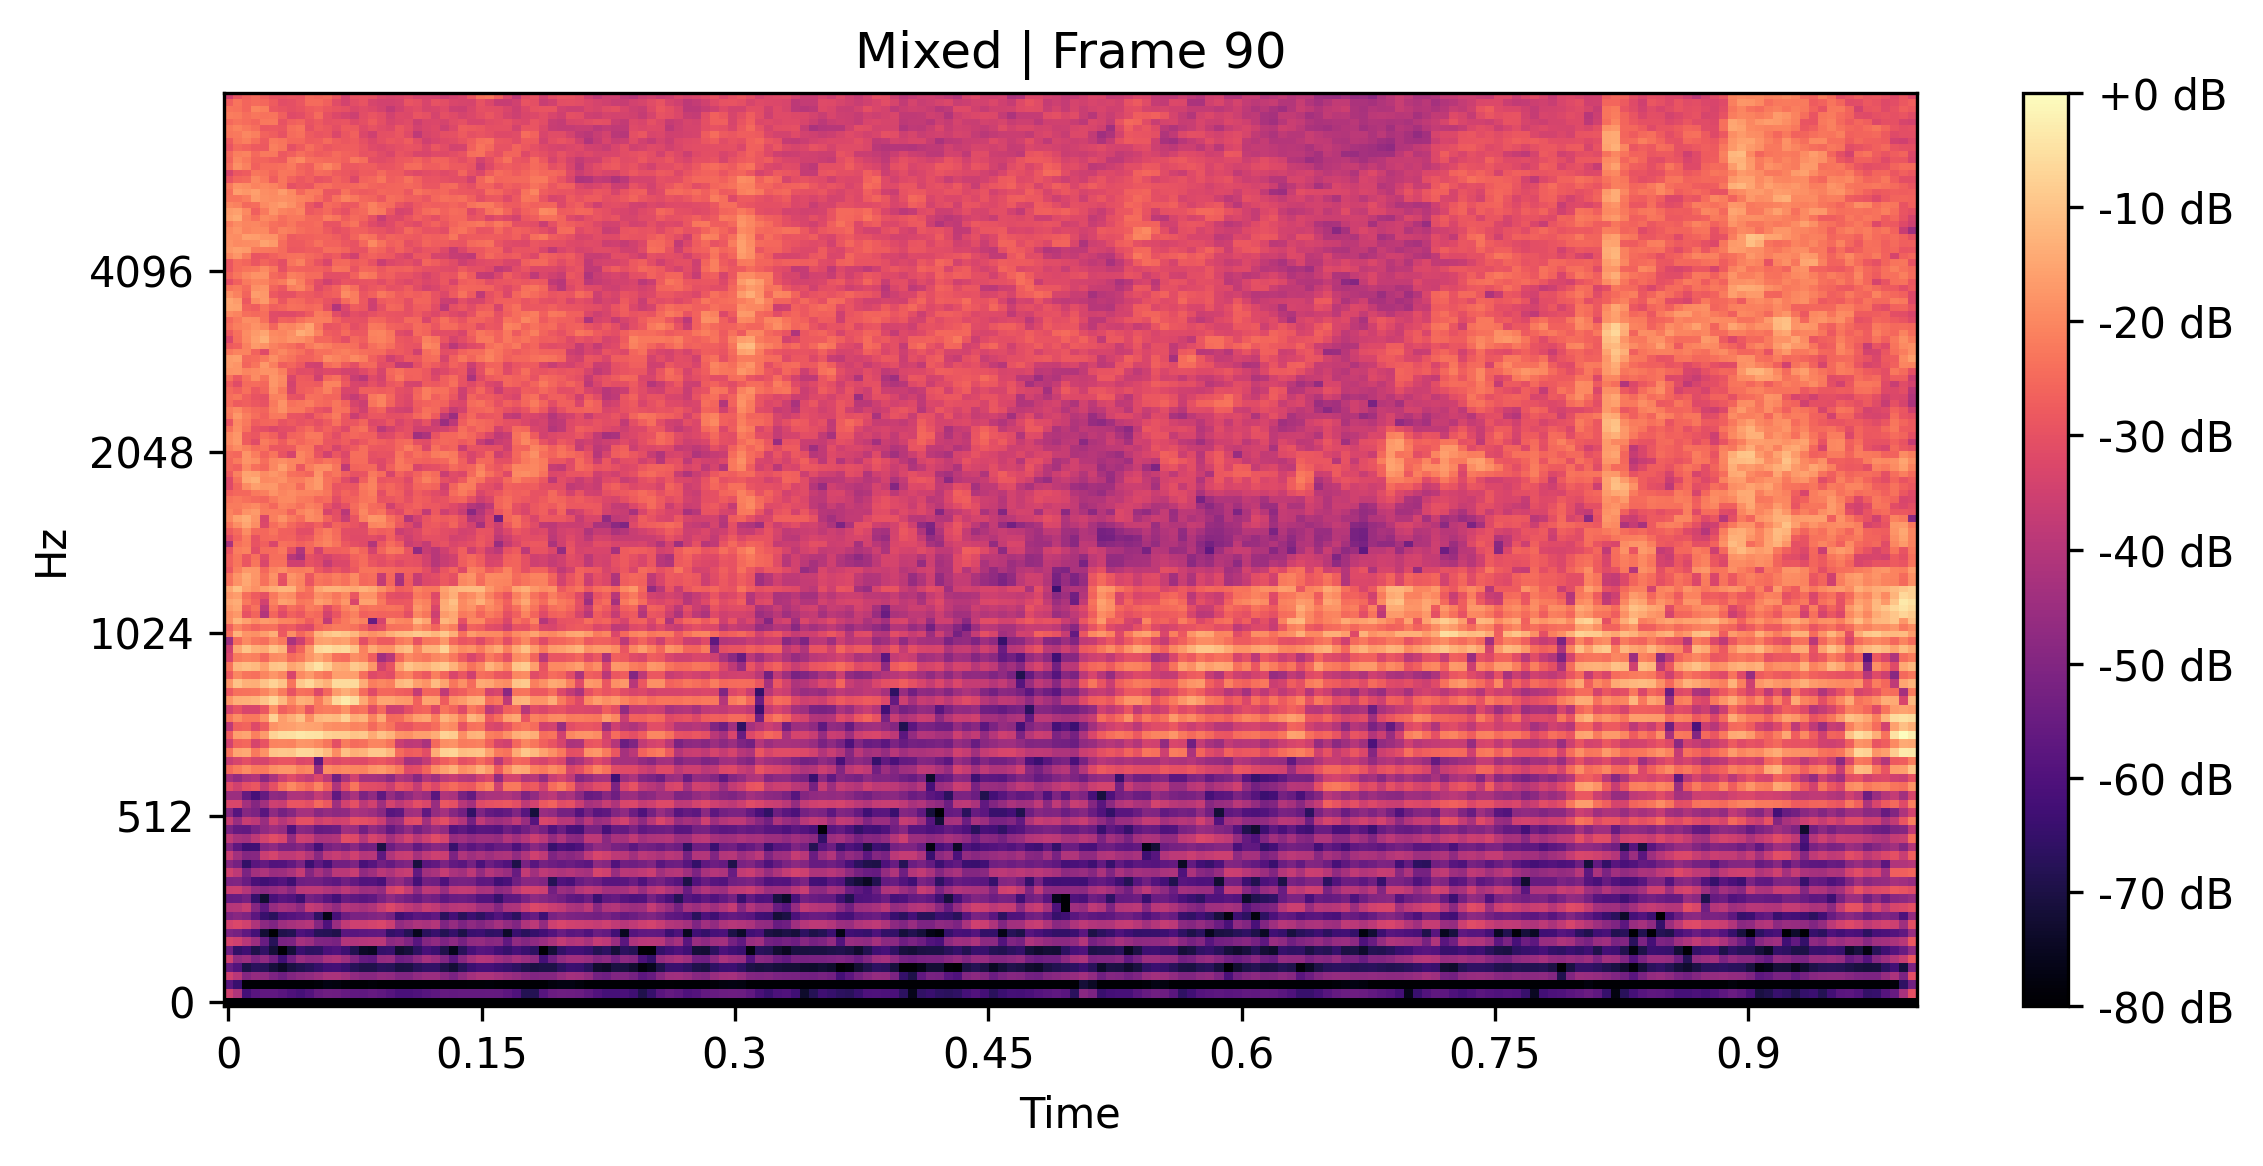 Mixed | Frame 90
+0 dB
-10 dB
-20 dB
-30 dB
-40 dB
-50 dB
-60 dB
-70 dB
-80 dB
Hz
4096
2048
1024
512
0
0 0.15 0.3 0.45 0.6 0.75 0.9
Time